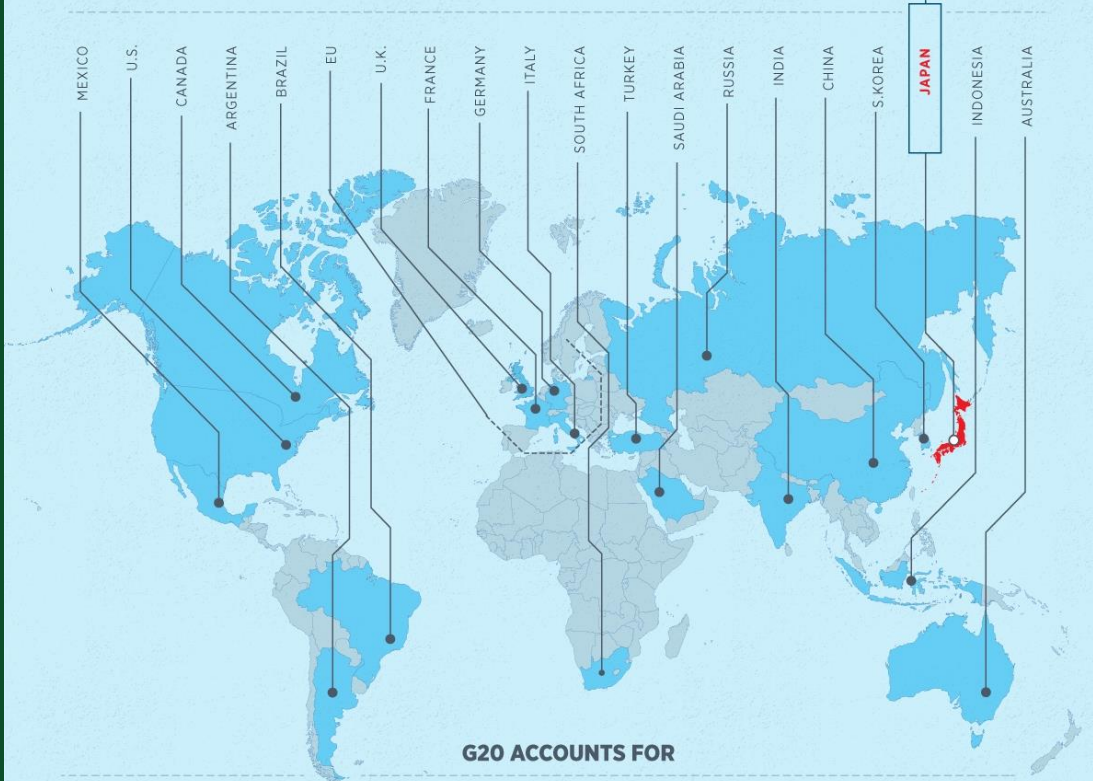 MEXICO
U.S.
CANADA
ARGENTINA
BRAZIL
EU
U.K.
FRANCE
GERMANY
ITALY
SOUTH AFRICA
TURKEY
SAUDI ARABIA
RUSSIA
INDIA
CHINA
S.KOREA
JAPAN
INDONESIA
AUSTRALIA
G20 ACCOUNTS FOR